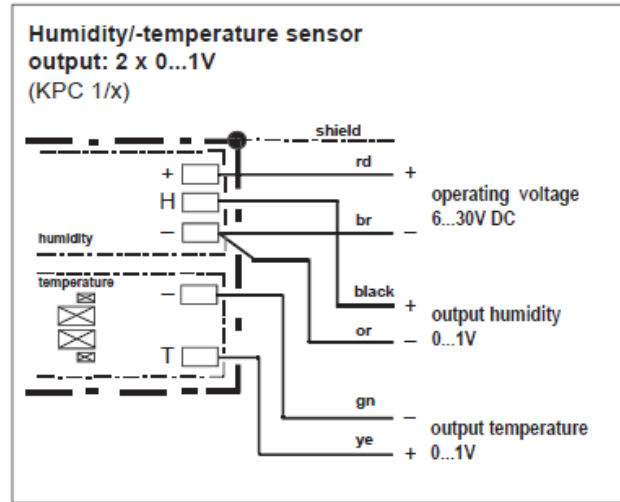 Humidity/-temperature sensor
output: 2 x 0...1V
(KPC 1/x)
shield
rd
+ +
operating voltage
H
6...30V DC
br
– –
humidity
temperature
black
–
+
output humidity
or
0...1V
–
T
gn
–
output temperature
ye
+ 0...1V